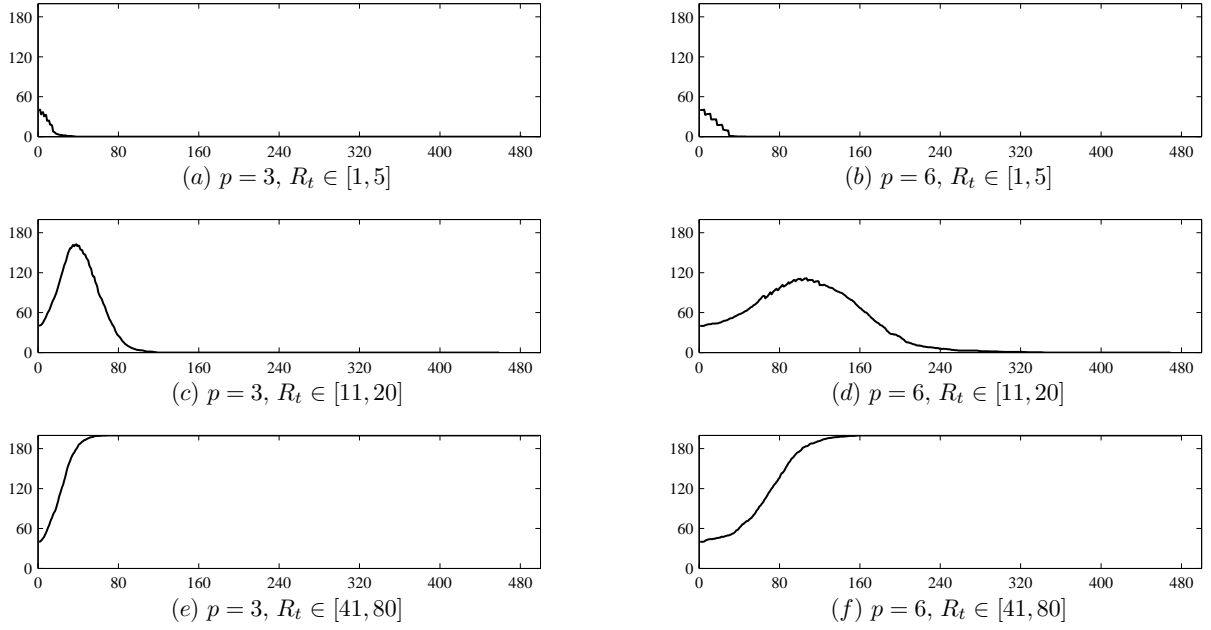 180
120
60
0
0 80 160 240 320 400 480
(a) p = 3, R_t ∈ [1, 5]
180
120
60
0
0 80 160 240 320 400 480
(b) p = 6, R_t ∈ [1, 5]
180
120
60
0
0 80 160 240 320 400 480
(c) p = 3, R_t ∈ [11, 20]
180
120
60
0
0 80 160 240 320 400 480
(d) p = 6, R_t ∈ [11, 20]
180
120
60
0
0 80 160 240 320 400 480
(e) p = 3, R_t ∈ [41, 80]
180
120
60
0
0 80 160 240 320 400 480
(f) p = 6, R_t ∈ [41, 80]